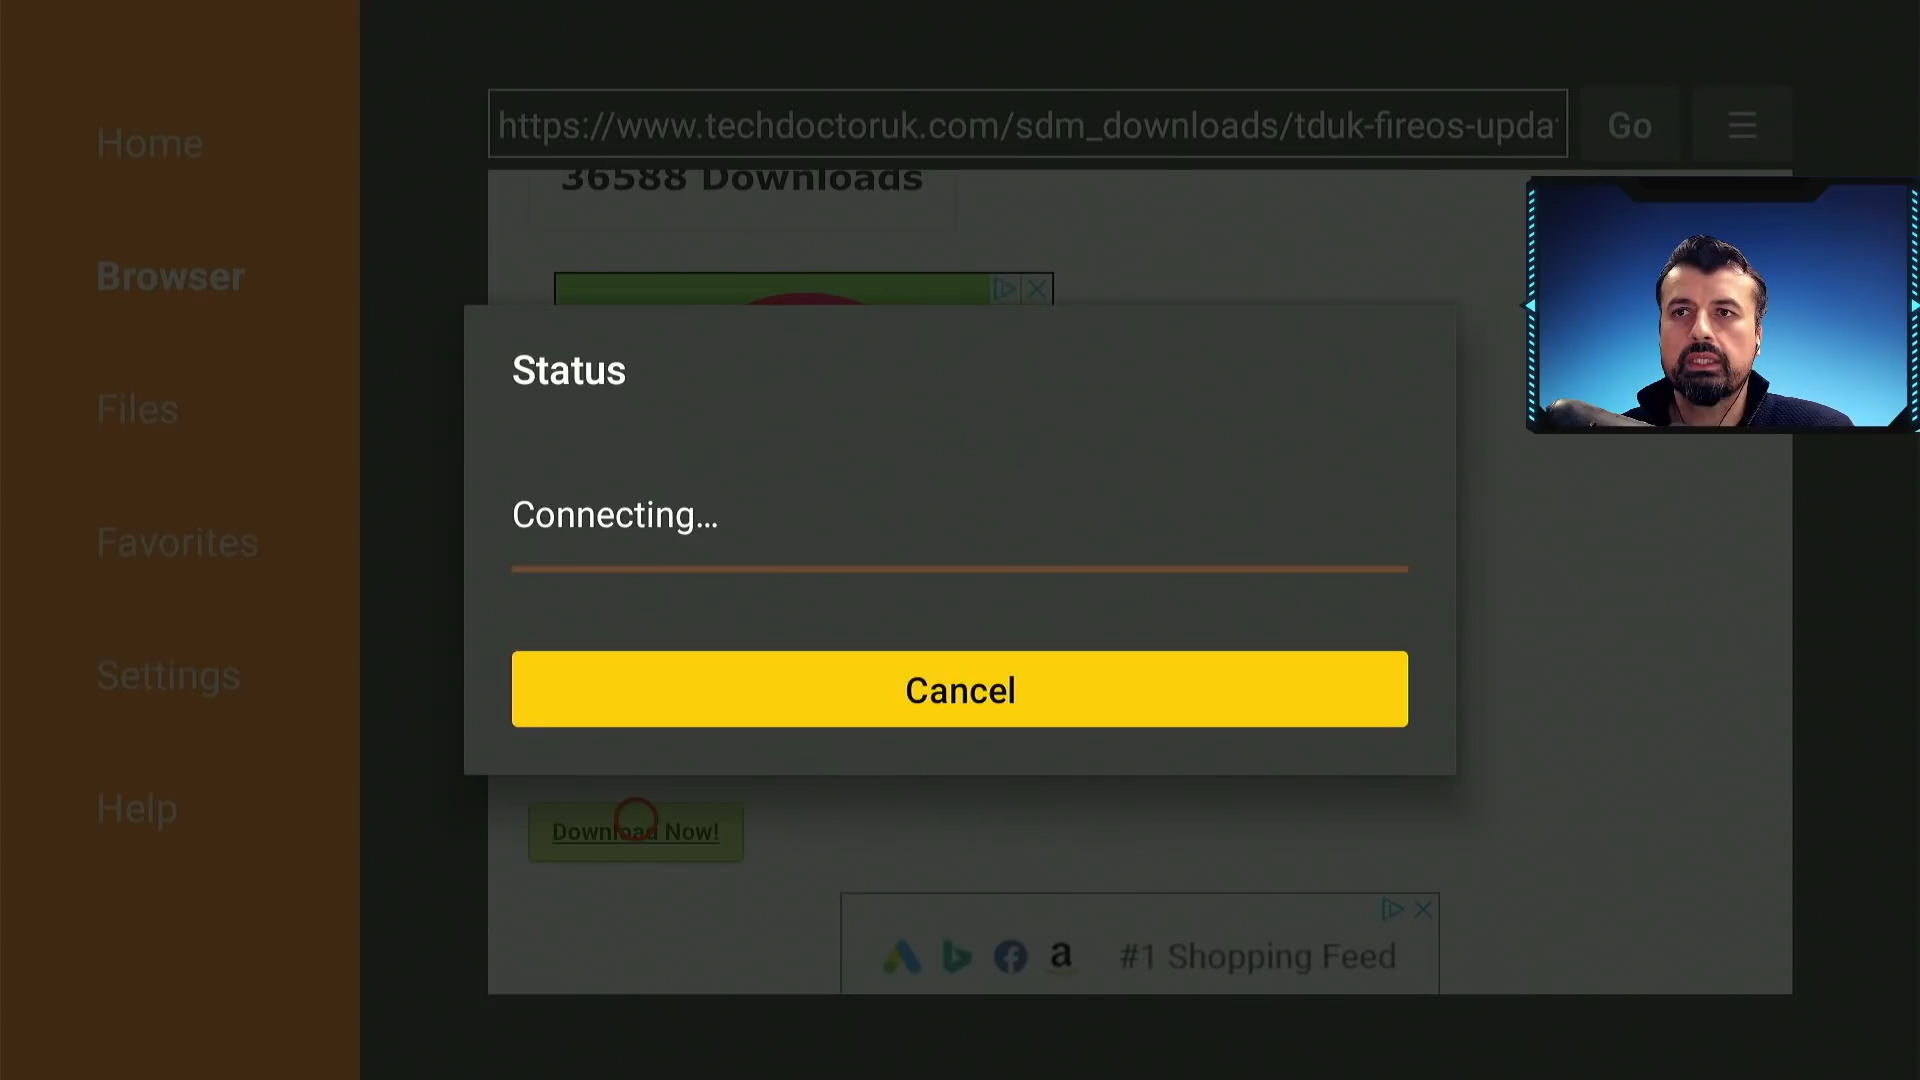 Home
Browser
Files
Favorites
Settings
Help
https://www.techdoctoruk.com/sdm_downloads/tduk-fireos-upda
Go
36588 Downloads
Status
Connecting...
Cancel
Download Now!
a #1 Shopping Feed